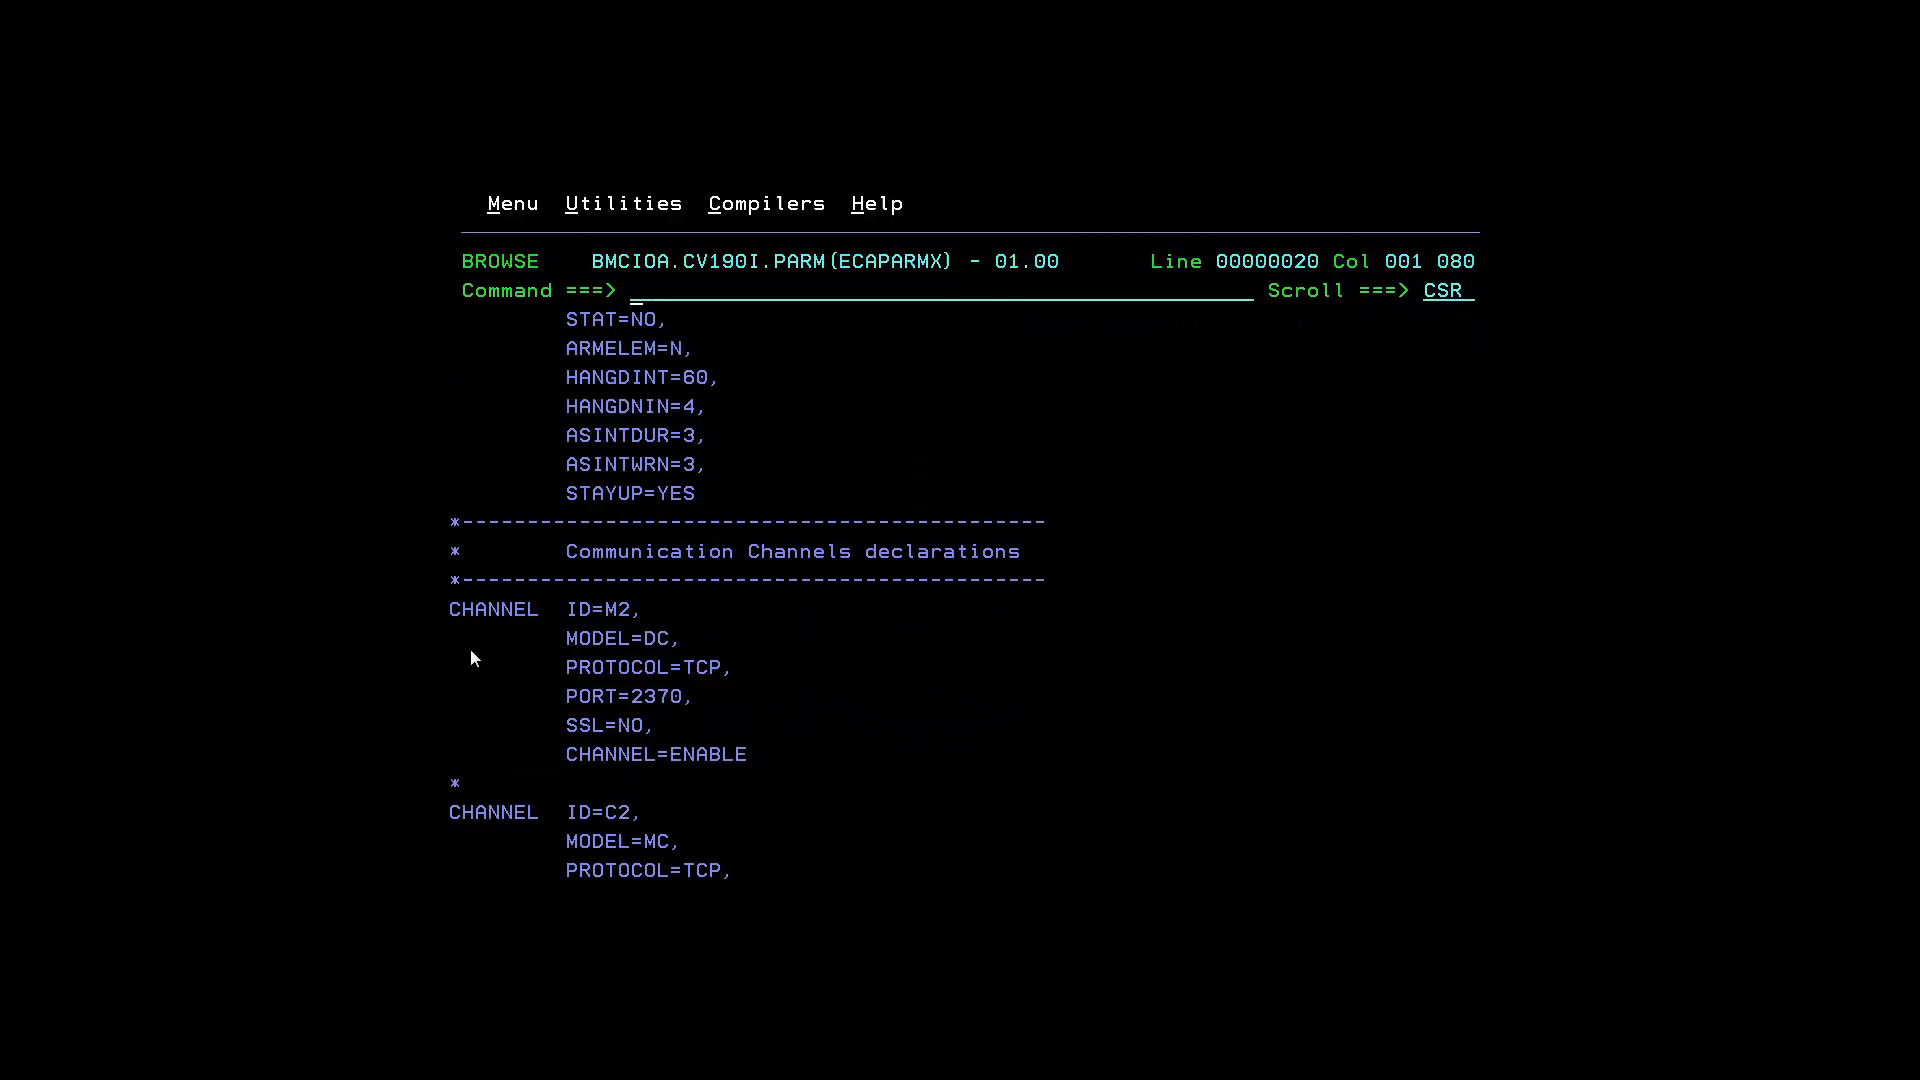 Menu  Utilities  Compilers  Help
BROWSE    BMCIOA.CV190I.PARM(ECAPARMX) - 01.00       Line 00000020 Col 001 080
Command ===>                                                  Scroll ===> CSR
STAT=NO,
ARMELEM=N,
HANGDINT=60,
HANGDNIN=4,
ASINTDUR=3,
ASINTWRN=3,
STAYUP=YES
*---------------------------------------------
*        Communication Channels declarations
*---------------------------------------------
CHANNEL  ID=M2,
MODEL=DC,
PROTOCOL=TCP,
PORT=2370,
SSL=NO,
CHANNEL=ENABLE
*
CHANNEL  ID=C2,
MODEL=MC,
PROTOCOL=TCP,